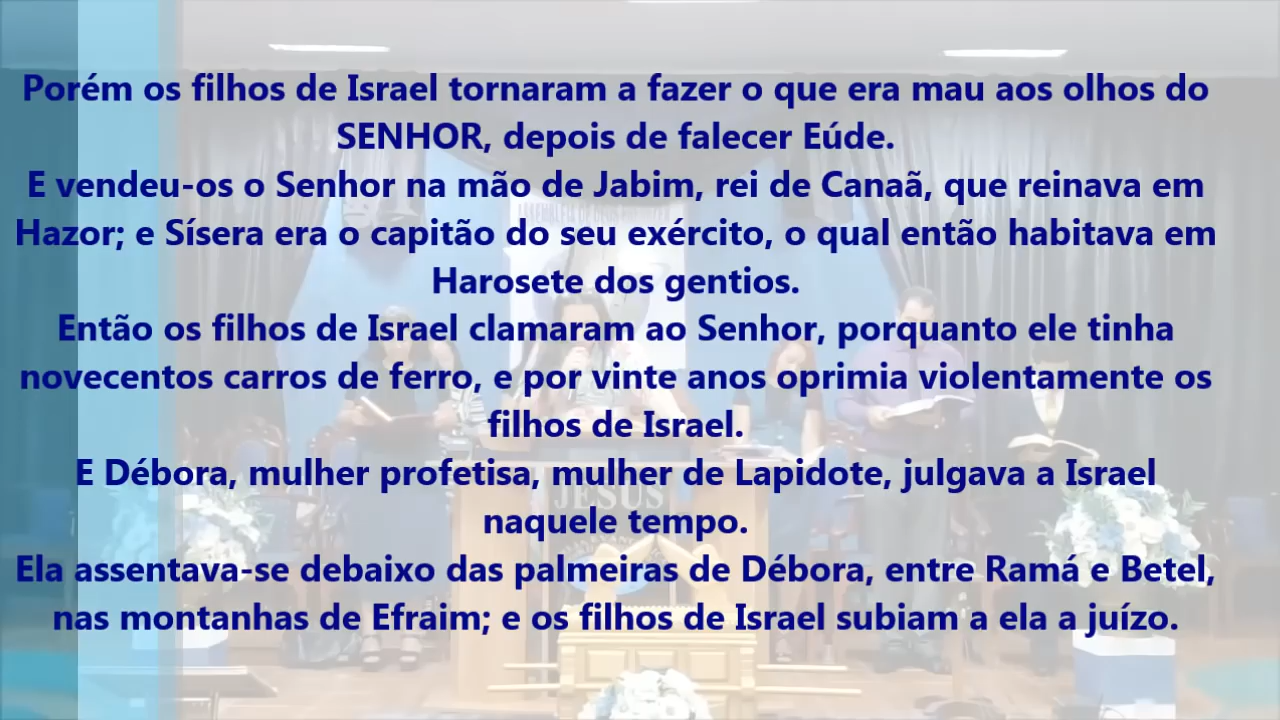 Porém os filhos de Israel tornaram a fazer o que era mau aos olhos do
SENHOR, depois de falecer Eúde.
E vendeu-os o Senhor na mão de Jabim, rei de Canaã, que reinava em
Hazor; e Sísera era o capitão do seu exército, o qual então habitava em
Harosete dos gentios.
Então os filhos de Israel clamaram ao Senhor, porquanto ele tinha
novecentos carros de ferro, e por vinte anos oprimia violentamente os
filhos de Israel.
E Débora, mulher profetisa, mulher de Lapidote, julgava a Israel
naquele tempo.
Ela assentava-se debaixo das palmeiras de Débora, entre Ramá e Betel,
nas montanhas de Efraim; e os filhos de Israel subiam a ela a juízo.
JESUS